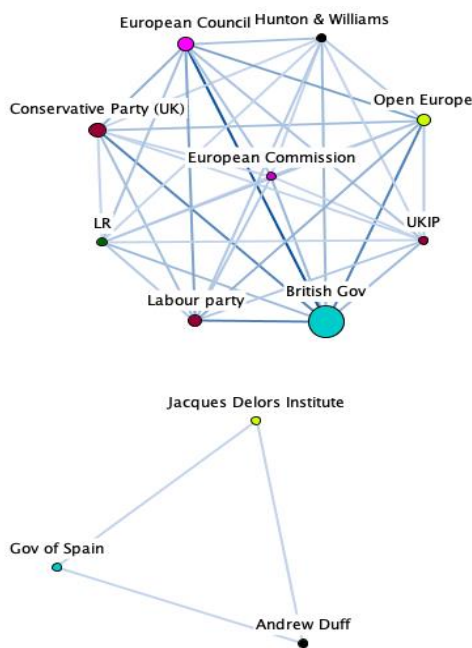 European Council
Hunton & Williams
Conservative Party (UK)
Open Europe
European Commission
LR
UKIP
Labour party
British Gov
Jacques Delors Institute
Gov of Spain
Andrew Duff